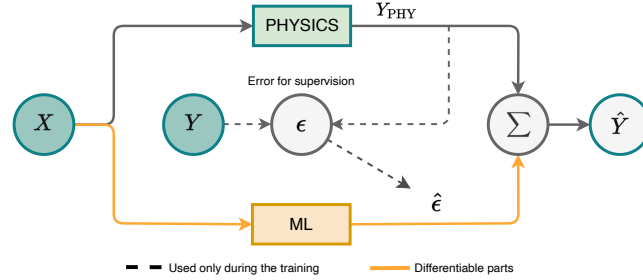 PHYSICS
Y_PHY
Error for supervision
X
Y
ϵ
∑
Ŷ
ϵ̂
ML
Used only during the training
Differentiable parts